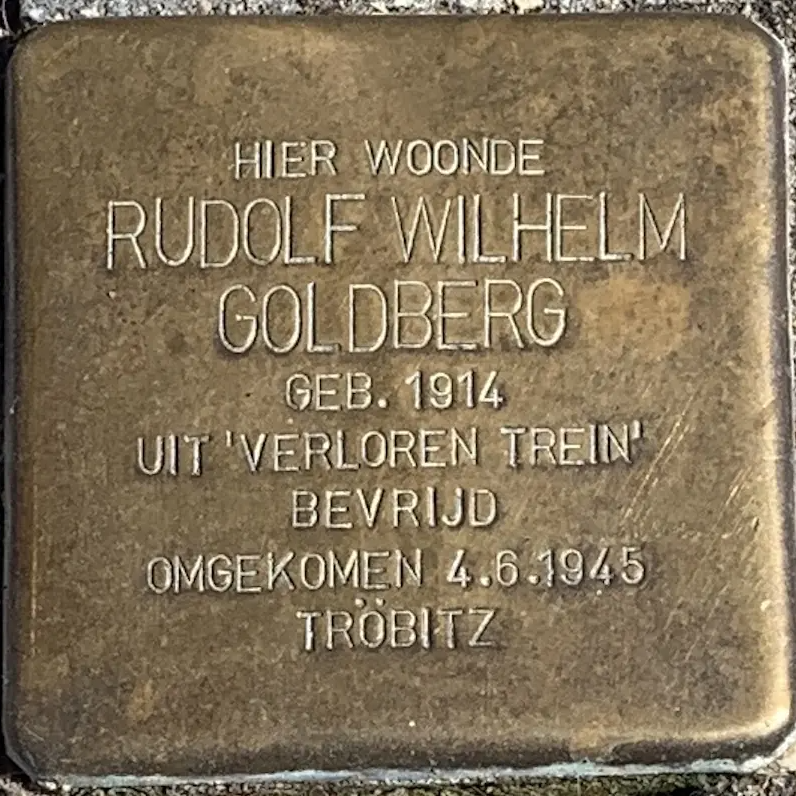 HIER WOONDE
RUDOLF WILHELM
GOLDBERG
GEB. 1914
UIT 'VERLOREN TREIN'
BEVRIJD
OMGEKOMEN 4.6.1945
TRÖBITZ